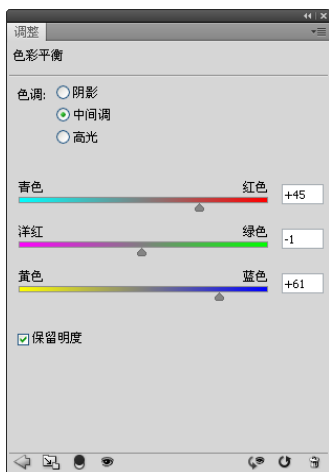 调整
色彩平衡
色调: 阴影
中间调
高光
青色 红色 +45
洋红 绿色 -1
黄色 蓝色 +61
保留明度